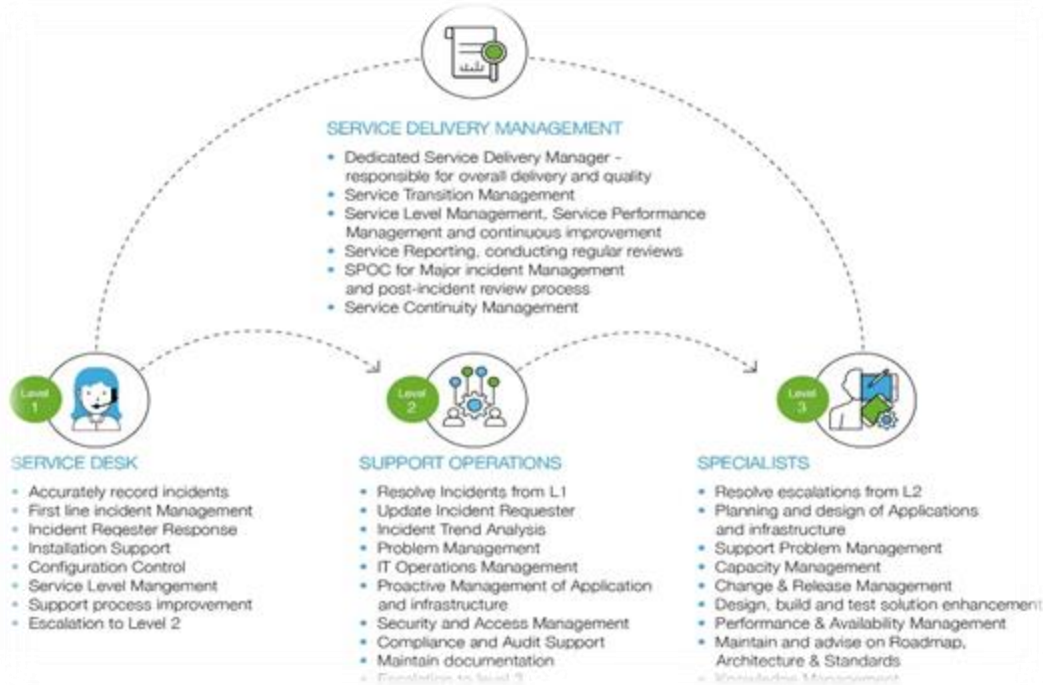 SERVICE DELIVERY MANAGEMENT
• Dedicated Service Delivery Manager -
responsible for overall delivery and quality
• Service Transition Management
• Service Level Management, Service Performance
Management and continuous improvement
• Service Reporting, conducting regular reviews
• SPOC for Major incident Management
and post-incident review process
• Service Continuity Management
Level
1
SERVICE DESK
• Accurately record incidents
• First line incident Management
• Incident Reqester Response
• Installation Support
• Configuration Control
• Service Level Mangement
• Support process improvement
• Escalation to Level 2
Level
2
SUPPORT OPERATIONS
• Resolve Incidents from L1
• Update Incident Requester
• Incident Trend Analysis
• Problem Management
• IT Operations Management
• Proactive Management of Application
and infrastructure
• Security and Access Management
• Compliance and Audit Support
• Maintain documentation
• Escalation to level 3
Level
3
SPECIALISTS
• Resolve escalations from L2
• Planning and design of Applications
and infrastructure
• Support Problem Management
• Capacity Management
• Change & Release Management
• Design, build and test solution enhancement
• Performance & Availability Management
• Maintain and advise on Roadmap,
Architecture & Standards
• Knowledge Management